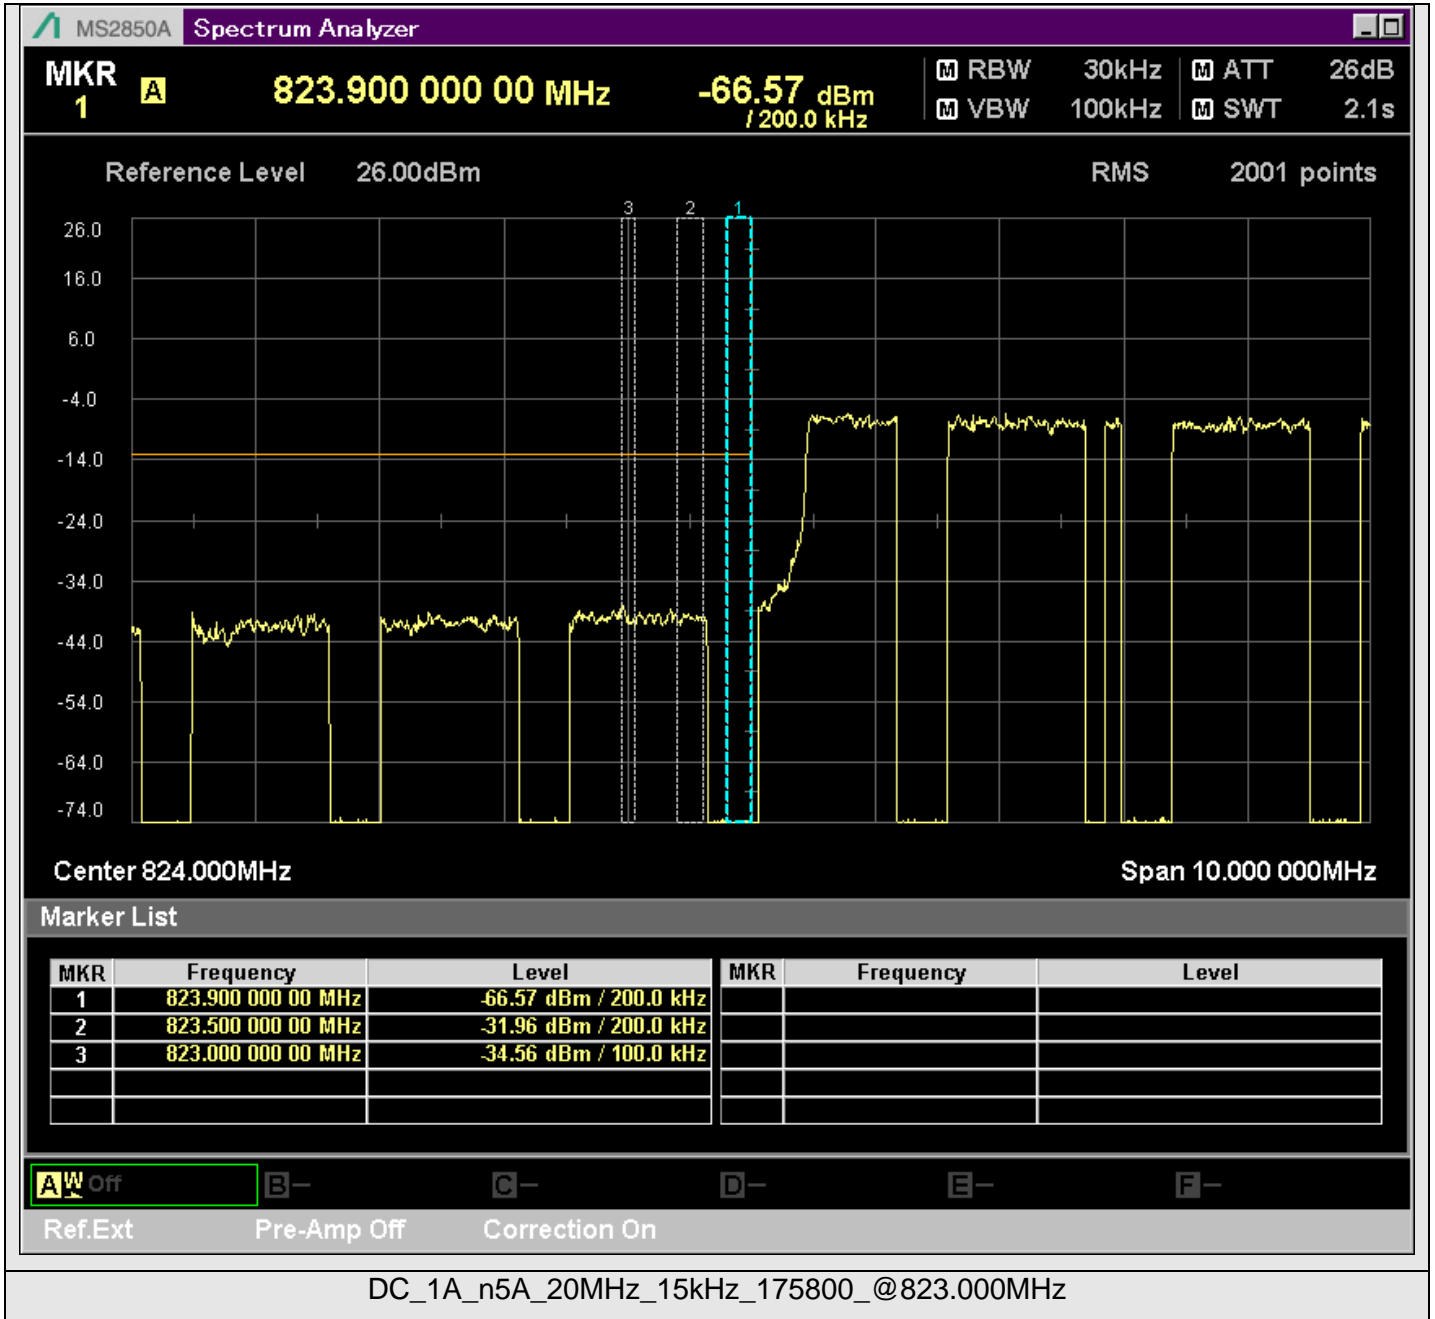 MS2850A Spectrum Analyzer
MKR 1 A 823.900 000 00 MHz -66.57 dBm / 200.0 kHz
M RBW 30kHz M ATT 26dB
M VBW 100kHz M SWT 2.1s
Reference Level 26.00dBm RMS 2001 points
3 2 1
26.0
16.0
6.0
-4.0
-14.0
-24.0
-34.0
-44.0
-54.0
-64.0
-74.0
Center 824.000MHz Span 10.000 000MHz
Marker List
MKR Frequency Level MKR Frequency Level
1 823.900 000 00 MHz -66.57 dBm / 200.0 kHz
2 823.500 000 00 MHz -31.96 dBm / 200.0 kHz
3 823.000 000 00 MHz -34.56 dBm / 100.0 kHz
A W Off B - C - D - E - F -
Ref.Ext Pre-Amp Off Correction On
DC_1A_n5A_20MHz_15kHz_175800_@823.000MHz